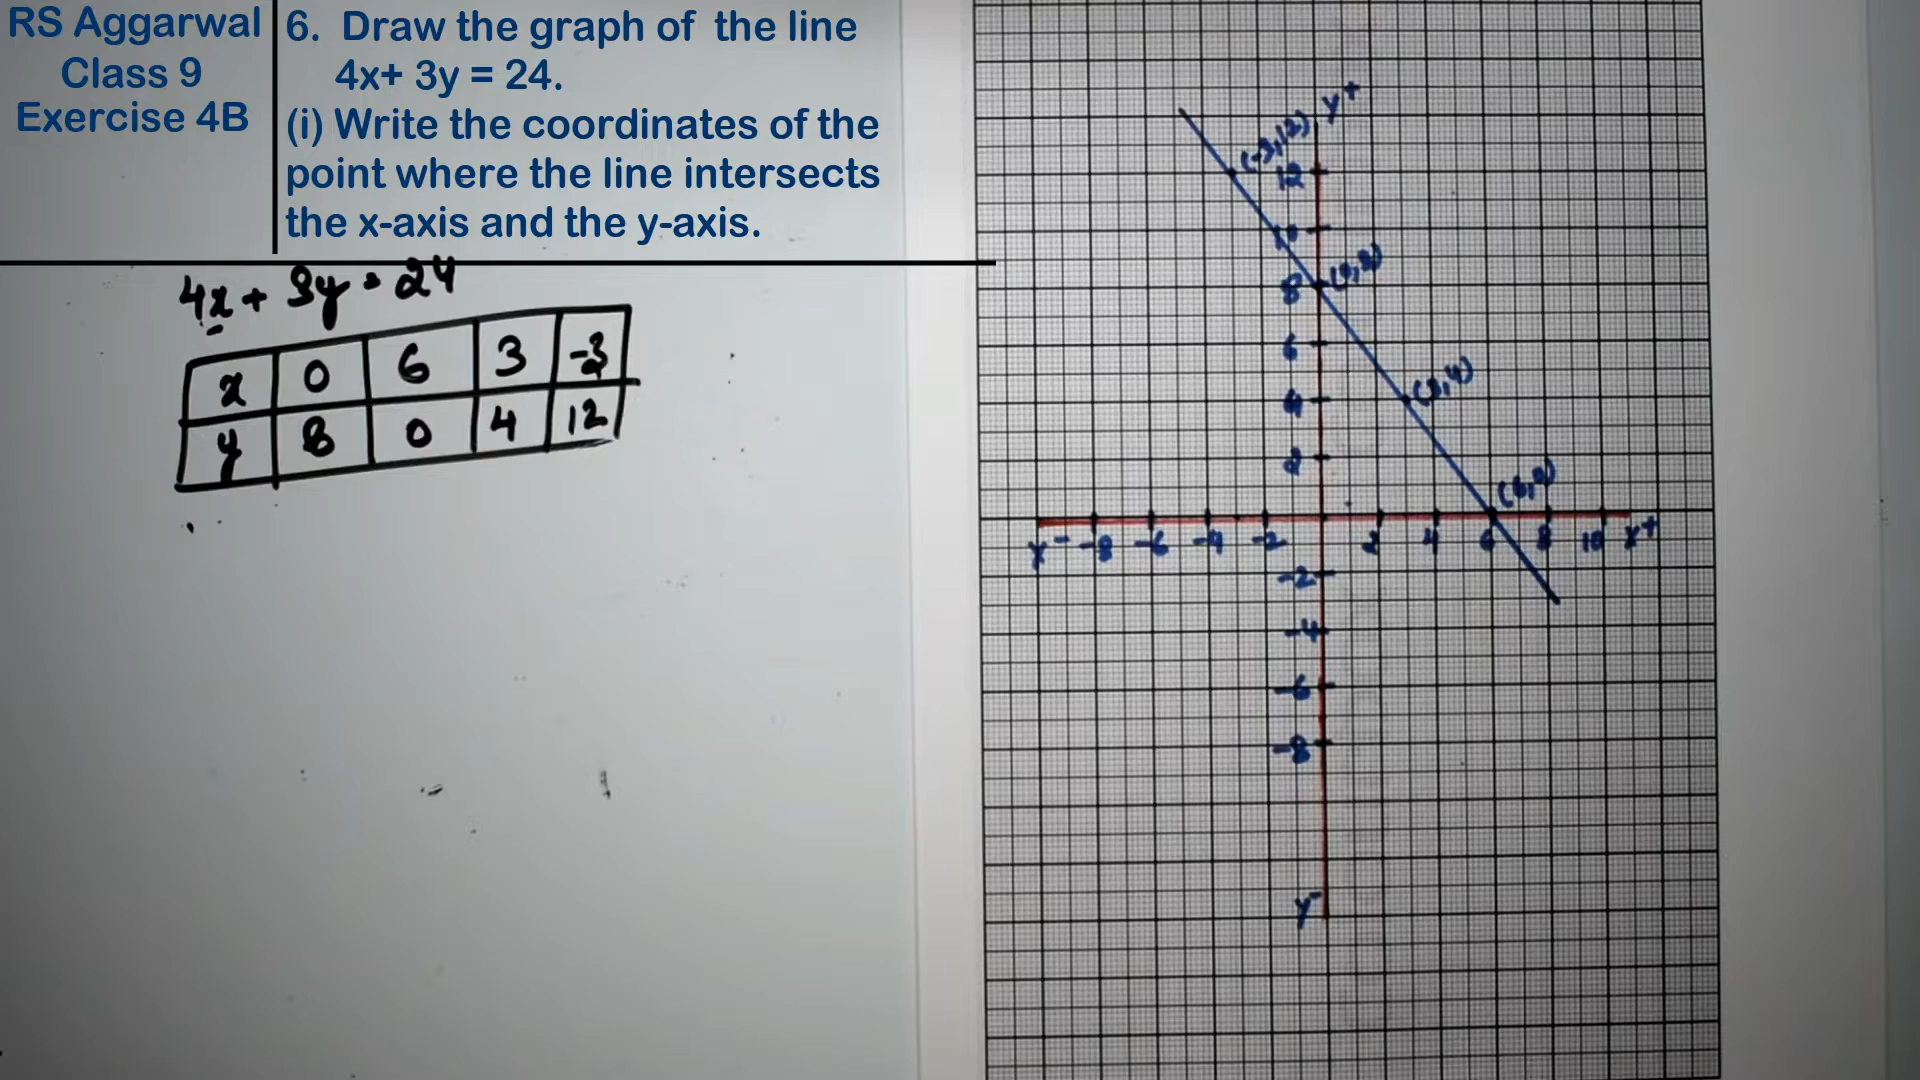 RS Aggarwal
Class 9
Exercise 4B
6. Draw the graph of the line
4x+ 3y = 24.
(i) Write the coordinates of the
point where the line intersects
the x-axis and the y-axis.
4x + 3y = 24
x 0 6 3 -3
y 8 0 4 12
y+
(-3,12)
12
10
8 (0,8)
6
4 (3,4)
2
(6,0)
x- -8 -6 -4 -2 2 4 6 8 10 x+
-2
-4
-6
-8
y-